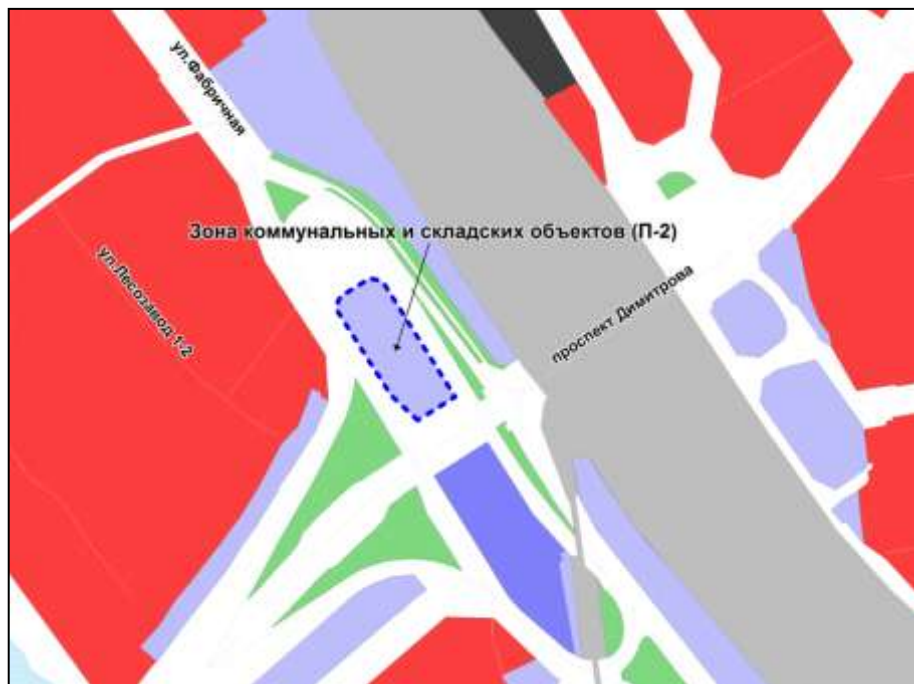 ул.Фабричная
Зона коммунальных и складских объектов (П-2)
ул.Лесозавод 1-2
проспект Димитрова